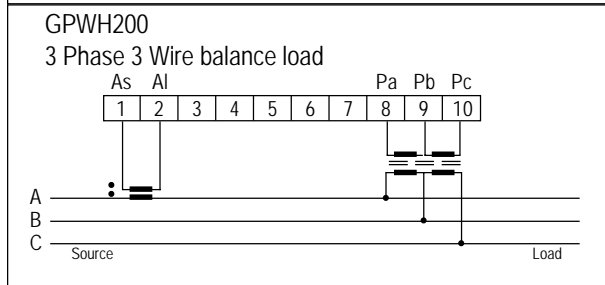 GPWH200
3 Phase 3 Wire balance load
As Al Pa Pb Pc
1 2 3 4 5 6 7 8 9 10
A
B
C
Source Load